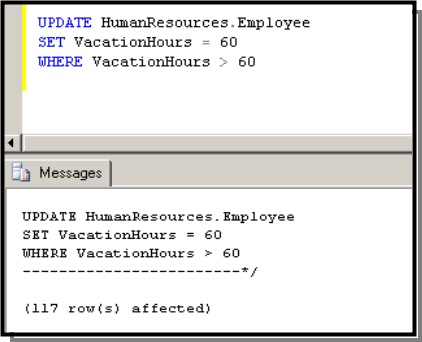 UPDATE HumanResources.Employee
SET VacationHours = 60
WHERE VacationHours > 60
Messages
UPDATE HumanResources.Employee
SET VacationHours = 60
WHERE VacationHours > 60
------------------------*/
(117 row(s) affected)